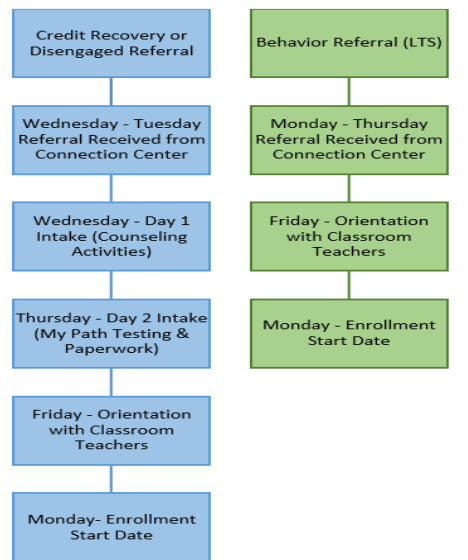 Credit Recovery or
Disengaged Referral
Wednesday - Tuesday
Referral Received from
Connection Center
Wednesday - Day 1
Intake (Counseling
Activities)
Thursday - Day 2 Intake
(My Path Testing &
Paperwork)
Friday - Orientation
with Classroom
Teachers
Monday- Enrollment
Start Date
Behavior Referral (LTS)
Monday - Thursday
Referral Received from
Connection Center
Friday - Orientation
with Classroom
Teachers
Monday - Enrollment
Start Date